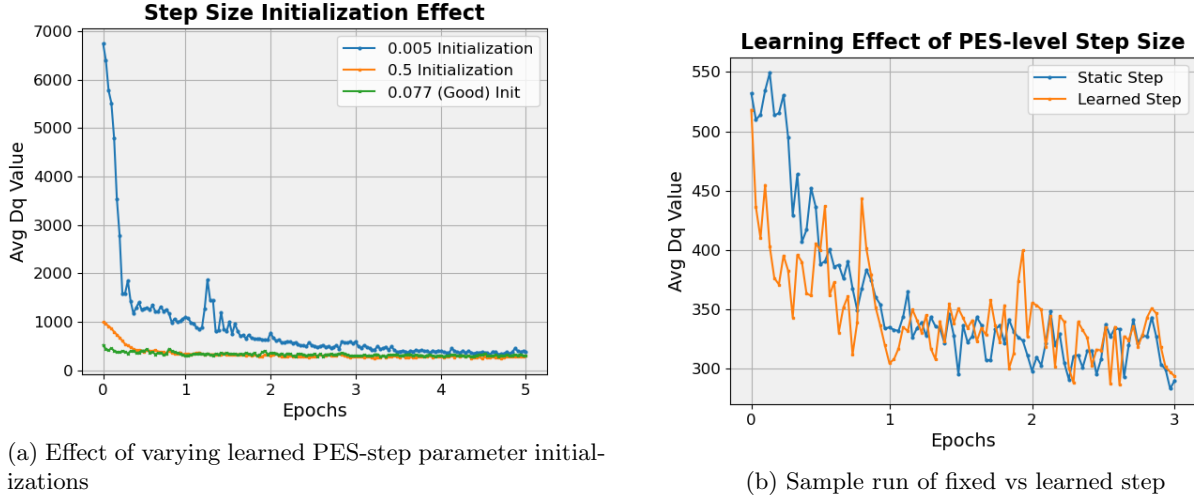 Step Size Initialization Effect
7000
6000
5000
4000
3000
2000
1000
0
Avg Dq Value
0.005 Initialization
0.5 Initialization
0.077 (Good) Init
0 1 2 3 4 5
Epochs
(a) Effect of varying learned PES-step parameter initial-
izations
Learning Effect of PES-level Step Size
550
500
450
400
350
300
Avg Dq Value
Static Step
Learned Step
0 1 2 3
Epochs
(b) Sample run of fixed vs learned step